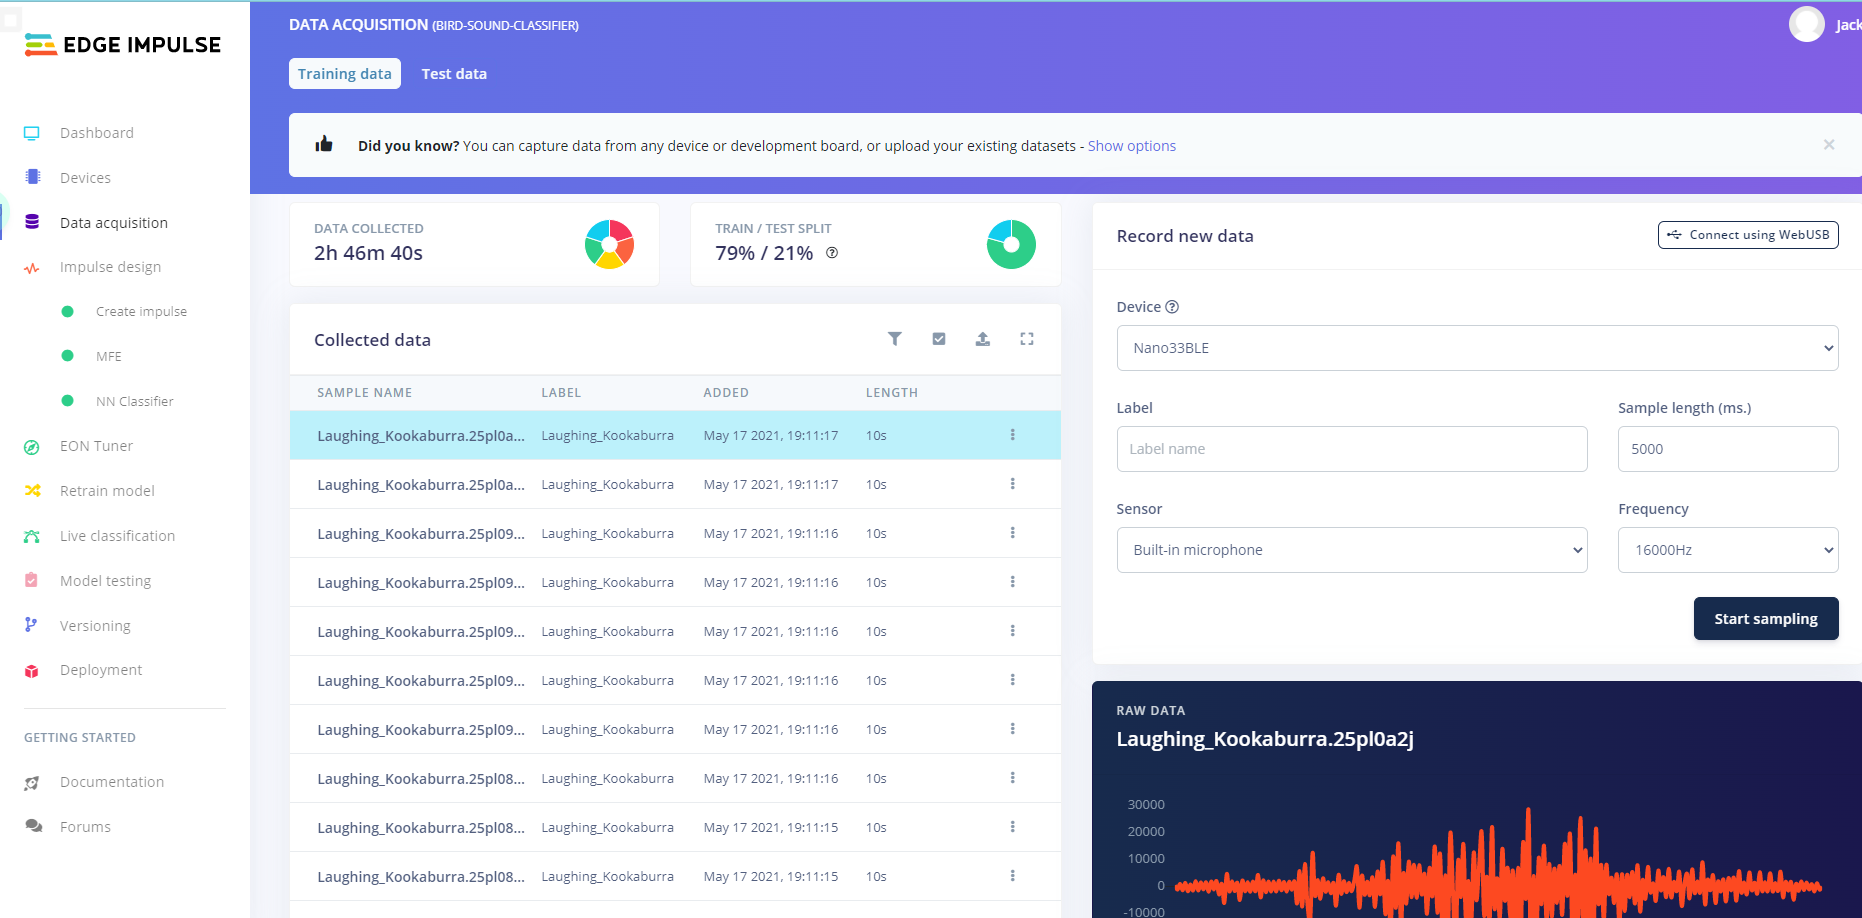 EDGE IMPULSE
Dashboard
Devices
Data acquisition
Impulse design
Create impulse
MFE
NN Classifier
EON Tuner
Retrain model
Live classification
Model testing
Versioning
Deployment
GETTING STARTED
Documentation
Forums
DATA ACQUISITION (BIRD-SOUND-CLASSIFIER)
Jack
Training data Test data
Did you know? You can capture data from any device or development board, or upload your existing datasets - Show options
×
DATA COLLECTED
2h 46m 40s
TRAIN / TEST SPLIT
79% / 21% ?
Collected data
SAMPLE NAME LABEL ADDED LENGTH
Laughing_Kookaburra.25pl0a... Laughing_Kookaburra May 17 2021, 19:11:17 10s
Laughing_Kookaburra.25pl0a... Laughing_Kookaburra May 17 2021, 19:11:17 10s
Laughing_Kookaburra.25pl09... Laughing_Kookaburra May 17 2021, 19:11:16 10s
Laughing_Kookaburra.25pl09... Laughing_Kookaburra May 17 2021, 19:11:16 10s
Laughing_Kookaburra.25pl09... Laughing_Kookaburra May 17 2021, 19:11:16 10s
Laughing_Kookaburra.25pl09... Laughing_Kookaburra May 17 2021, 19:11:16 10s
Laughing_Kookaburra.25pl09... Laughing_Kookaburra May 17 2021, 19:11:16 10s
Laughing_Kookaburra.25pl08... Laughing_Kookaburra May 17 2021, 19:11:16 10s
Laughing_Kookaburra.25pl08... Laughing_Kookaburra May 17 2021, 19:11:15 10s
Laughing_Kookaburra.25pl08... Laughing_Kookaburra May 17 2021, 19:11:15 10s
Record new data
Connect using WebUSB
Device ?
Nano33BLE
Label Sample length (ms.)
Label name 5000
Sensor Frequency
Built-in microphone 16000Hz
Start sampling
RAW DATA
Laughing_Kookaburra.25pl0a2j
30000
20000
10000
0
-10000